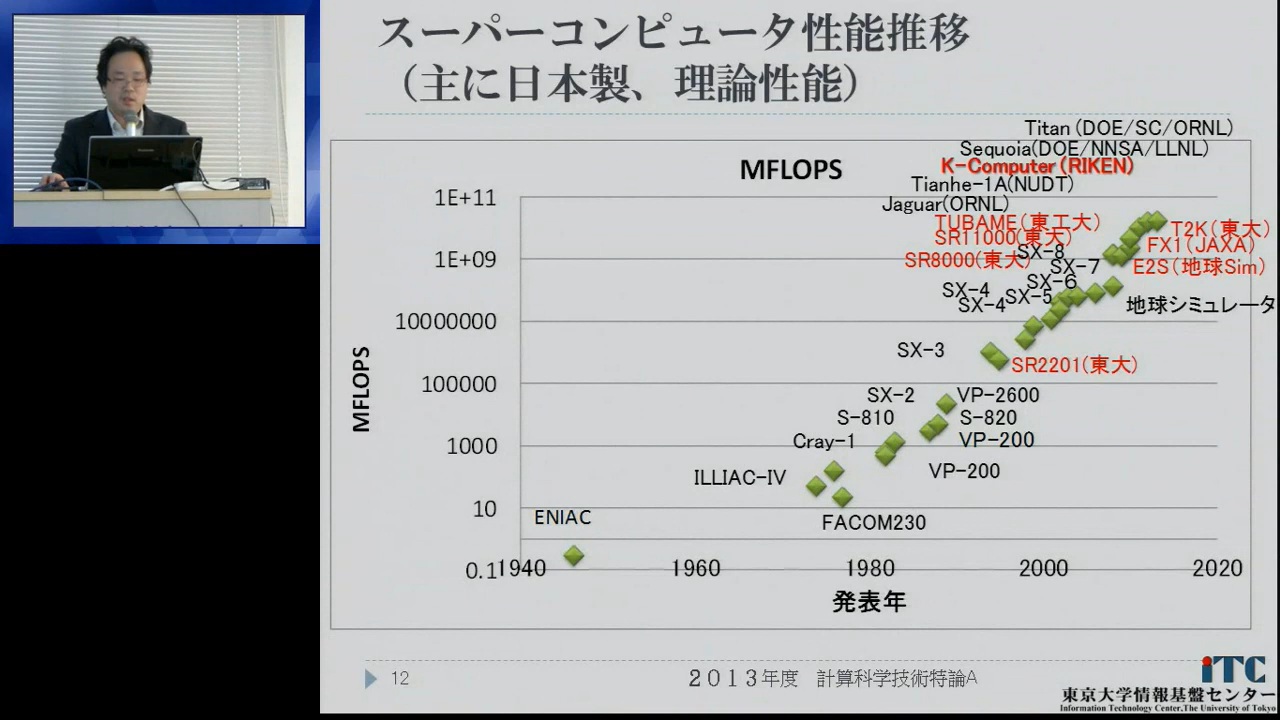 スーパーコンピュータ性能推移
（主に日本製、理論性能）
Titan (DOE/SC/ORNL)
Sequoia(DOE/NNSA/LLNL)
K-Computer (RIKEN)
Tianhe-1A(NUDT)
Jaguar(ORNL)
MFLOPS
TUBAME(東工大)
SR11000(東大)
SR8000(東大)
T2K(東大)
FX1(JAXA)
E2S(地球Sim)
SX-8
SX-7
SX-6
SX-5
SX-4
SX-4
地球シミュレータ
SX-3
SR2201(東大)
SX-2
VP-2600
S-810
S-820
Cray-1
VP-200
ILLIAC-IV
VP-200
FACOM230
ENIAC
1E+11
1E+09
10000000
100000
1000
10
0.1
MFLOPS
1940
1960
1980
2000
2020
発表年
12
２０１３年度　計算科学技術特論A
iTC
東京大学情報基盤センター
Information Technology Center,The University of Tokyo